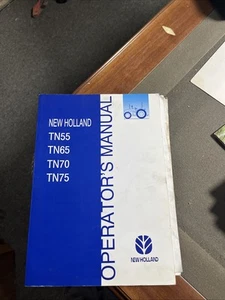 NEW HOLLAND
TN55
TN65
TN70
TN75
OPERATOR'S MANUAL
NEW HOLLAND